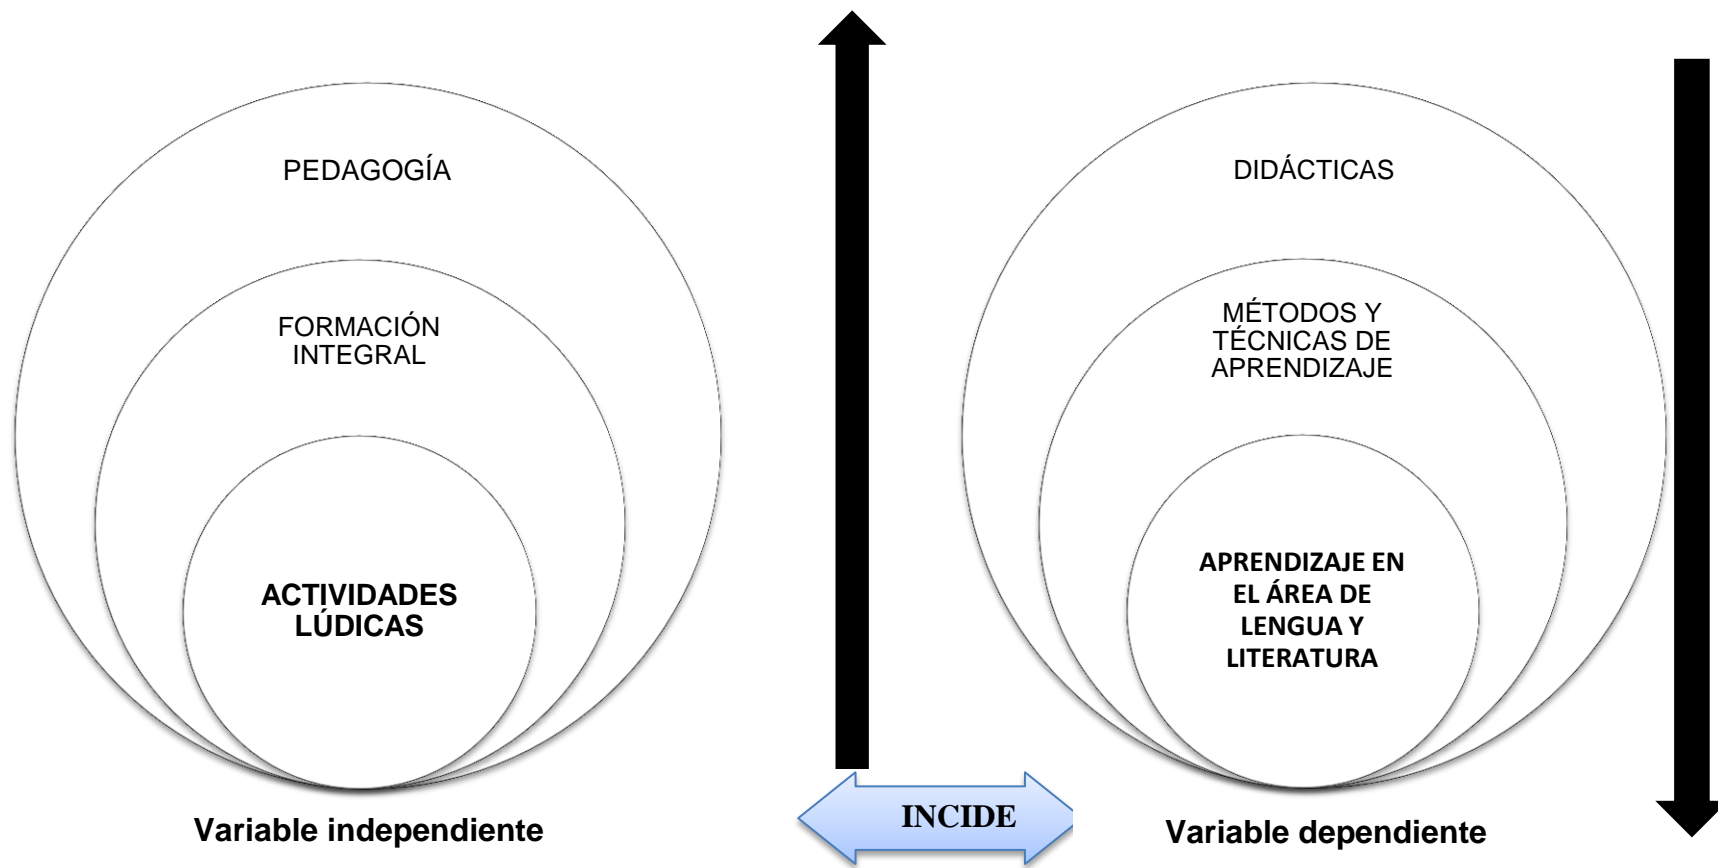 PEDAGOGÍA
FORMACIÓN
INTEGRAL
ACTIVIDADES
LÚDICAS
Variable independiente
INCIDE
DIDÁCTICAS
MÉTODOS Y
TÉCNICAS DE
APRENDIZAJE
APRENDIZAJE EN
EL ÁREA DE
LENGUA Y
LITERATURA
Variable dependiente